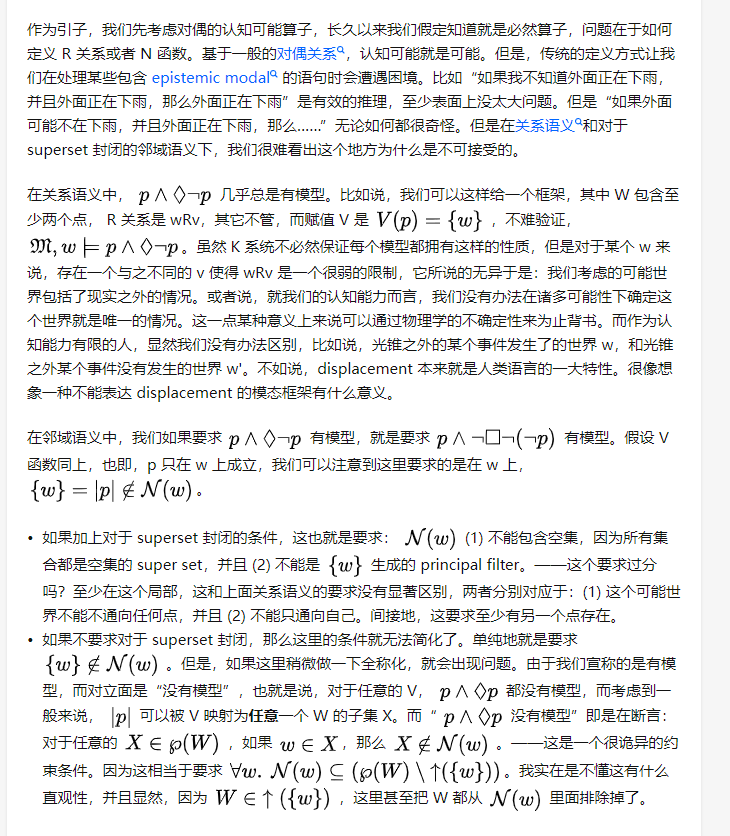 作为引子，我们先考虑对偶的认知可能算子，长久以来我们假定知道就是必然算子，问题在于如何
定义 R 关系或者 N 函数。基于一般的对偶关系，认知可能就是可能。但是，传统的定义方式让我
们在处理某些包含 epistemic modal 的语句时会遭遇困境。比如“如果我不知道外面正在下雨，
并且外面正在下雨，那么外面正在下雨”是有效的推理，至少表面上没太大问题。但是“如果外面
可能不在下雨，并且外面正在下雨，那么……”无论如何都很奇怪。但是在关系语义和对于
superset 封闭的邻域语义下，我们很难看出这个地方为什么是不可接受的。
在关系语义中， p ∧ ◇¬p 几乎总是有模型。比如说，我们可以这样给一个框架，其中 W 包含至
少两个点， R 关系是 wRv，其它不管，而赋值 V 是 V(p) = {w} ，不难验证，
𝔐, w ⊨ p ∧ ◇¬p 。虽然 K 系统不必然保证每个模型都拥有这样的性质，但是对于某个 w 来
说，存在一个与之不同的 v 使得 wRv 是一个很弱的限制，它所说的无异于是：我们考虑的可能世
界包括了现实之外的情况。或者说，就我们的认知能力而言，我们没有办法在诸多可能性下确定这
个世界就是唯一的情况。这一点某种意义上来说可以通过物理学的不确定性来为止背书。而作为认
知能力有限的人，显然我们没有办法区别，比如说，光锥之外的某个事件发生了的世界 w，和光锥
之外某个事件没有发生的世界 w'。不如说，displacement 本来就是人类语言的一大特性。很像想
象一种不能表达 displacement 的模态框架有什么意义。
在邻域语义中，我们如果要求 p ∧ ◇¬p 有模型，就是要求 p ∧ ¬□¬(¬p) 有模型。假设 V
函数同上，也即，p 只在 w 上成立，我们可以注意到这里要求的是在 w 上，
{w} = |p| ∉ 𝒩(w) 。
• 如果加上对于 superset 封闭的条件，这也就是要求： 𝒩(w) (1) 不能包含空集，因为所有集
合都是空集的 super set，并且 (2) 不能是 {w} 生成的 principal filter。——这个要求过分
吗？至少在这个局部，这和上面关系语义的要求没有显著区别，两者分别对应于：(1) 这个可能世
界不能不通向任何点，并且 (2) 不能只通向自己。间接地，这要求至少有另一个点存在。
• 如果不要求对于 superset 封闭，那么这里的条件就无法简化了。单纯地就是要求
{w} ∉ 𝒩(w) 。但是，如果这里稍微做一下全称化，就会出现问题。由于我们宣称的是有模
型，而对立面是“没有模型”，也就是说，对于任意的 V， p ∧ ◇p 都没有模型，而考虑到一
般来说， |p| 可以被 V 映射为任意一个 W 的子集 X。而“ p ∧ ◇p 没有模型”即是在断言：
对于任意的 X ∈ ℘(W) ，如果 w ∈ X ，那么 X ∉ 𝒩(w) 。——这是一个很诡异的约
束条件。因为这相当于要求 ∀w. 𝒩(w) ⊆ (℘(W) \ ↑({w})) 。我实在是不懂这有什么
直观性，并且显然，因为 W ∈ ↑ ({w}) ，这里甚至把 W 都从 𝒩(w) 里面排除掉了。